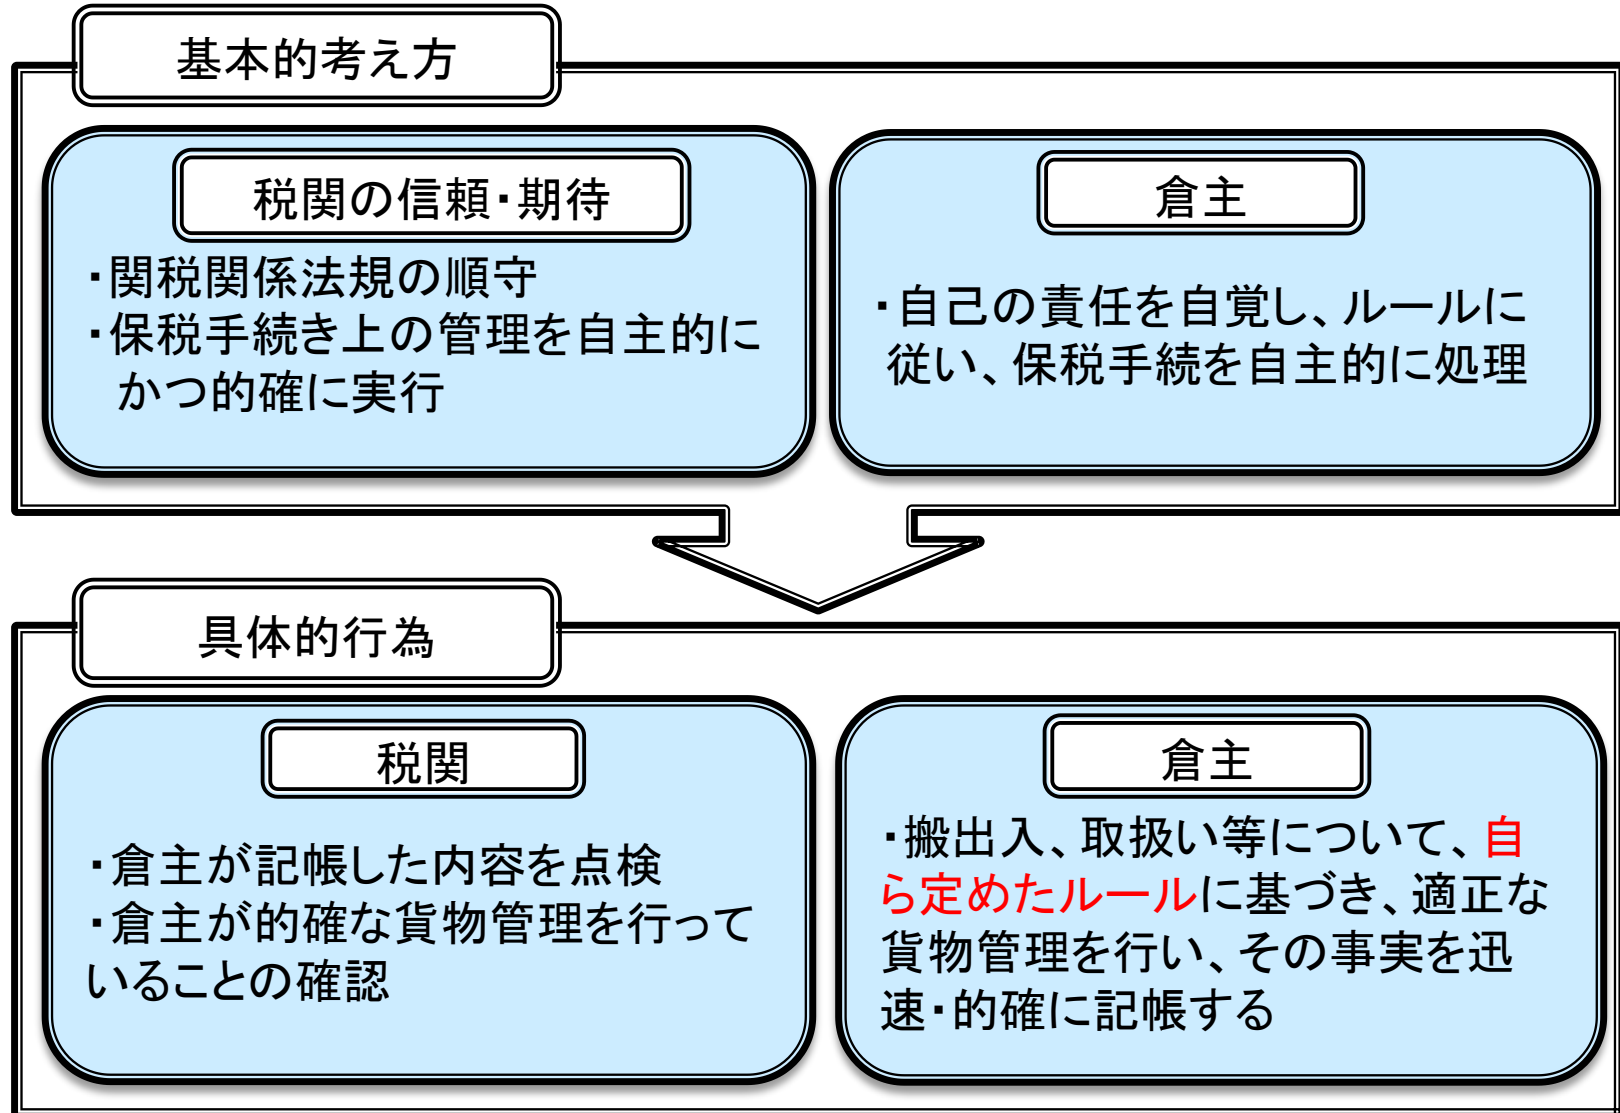 基本的考え方
税関の信頼・期待
・関税関係法規の順守
・保税手続き上の管理を自主的に
かつ的確に実行
倉主
・自己の責任を自覚し、ルールに
従い、保税手続を自主的に処理
具体的行為
税関
・倉主が記帳した内容を点検
・倉主が的確な貨物管理を行って
いることの確認
倉主
・搬出入、取扱い等について、自
ら定めたルールに基づき、適正な
貨物管理を行い、その事実を迅
速・的確に記帳する